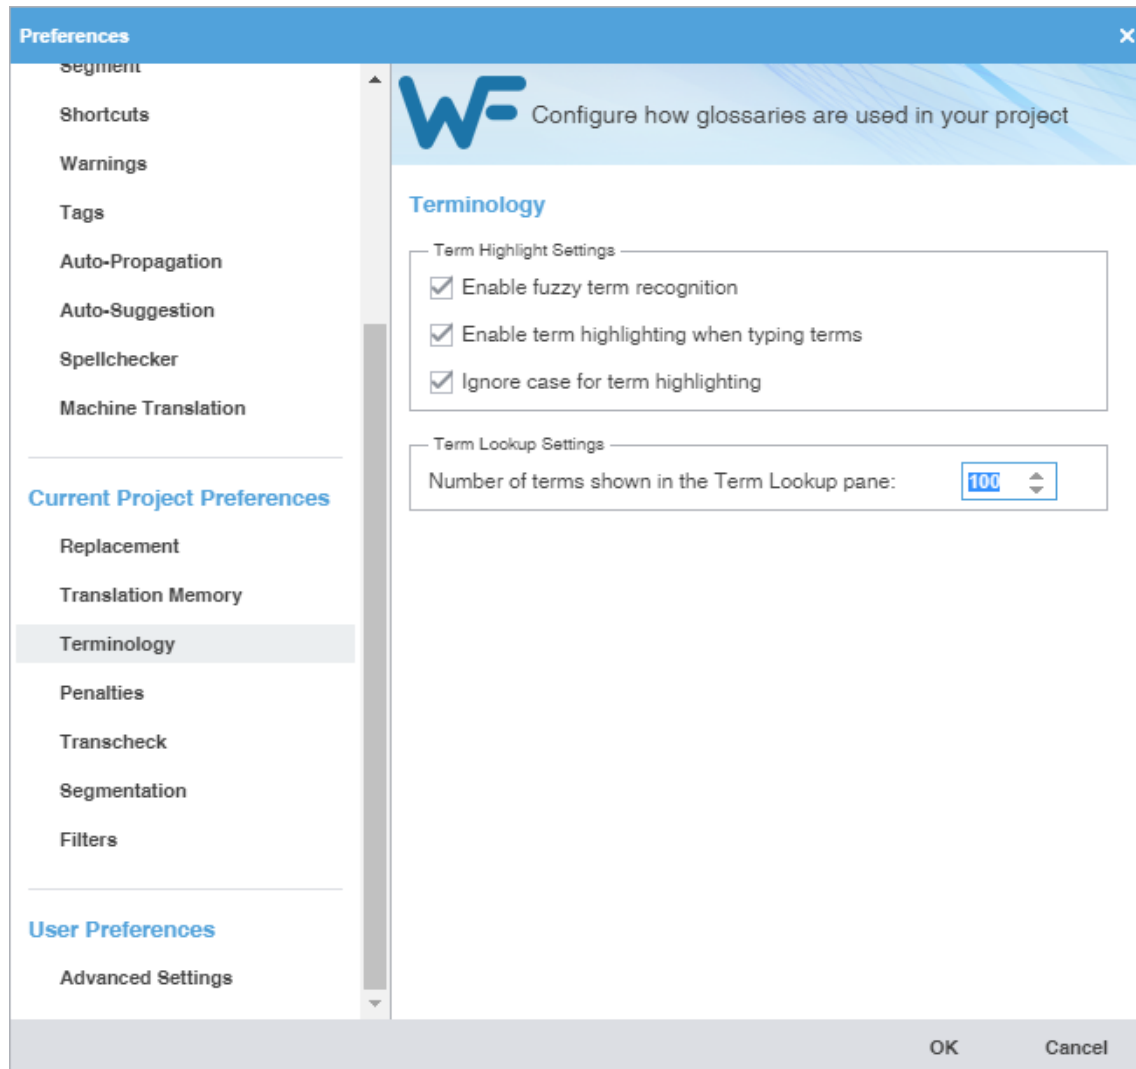 Preferences
Segment
Shortcuts
Warnings
Tags
Auto-Propagation
Auto-Suggestion
Spellchecker
Machine Translation
Current Project Preferences
Replacement
Translation Memory
Terminology
Penalties
Transcheck
Segmentation
Filters
User Preferences
Advanced Settings
WF Configure how glossaries are used in your project
Terminology
Term Highlight Settings
Enable fuzzy term recognition
Enable term highlighting when typing terms
Ignore case for term highlighting
Term Lookup Settings
Number of terms shown in the Term Lookup pane: 100
OK Cancel